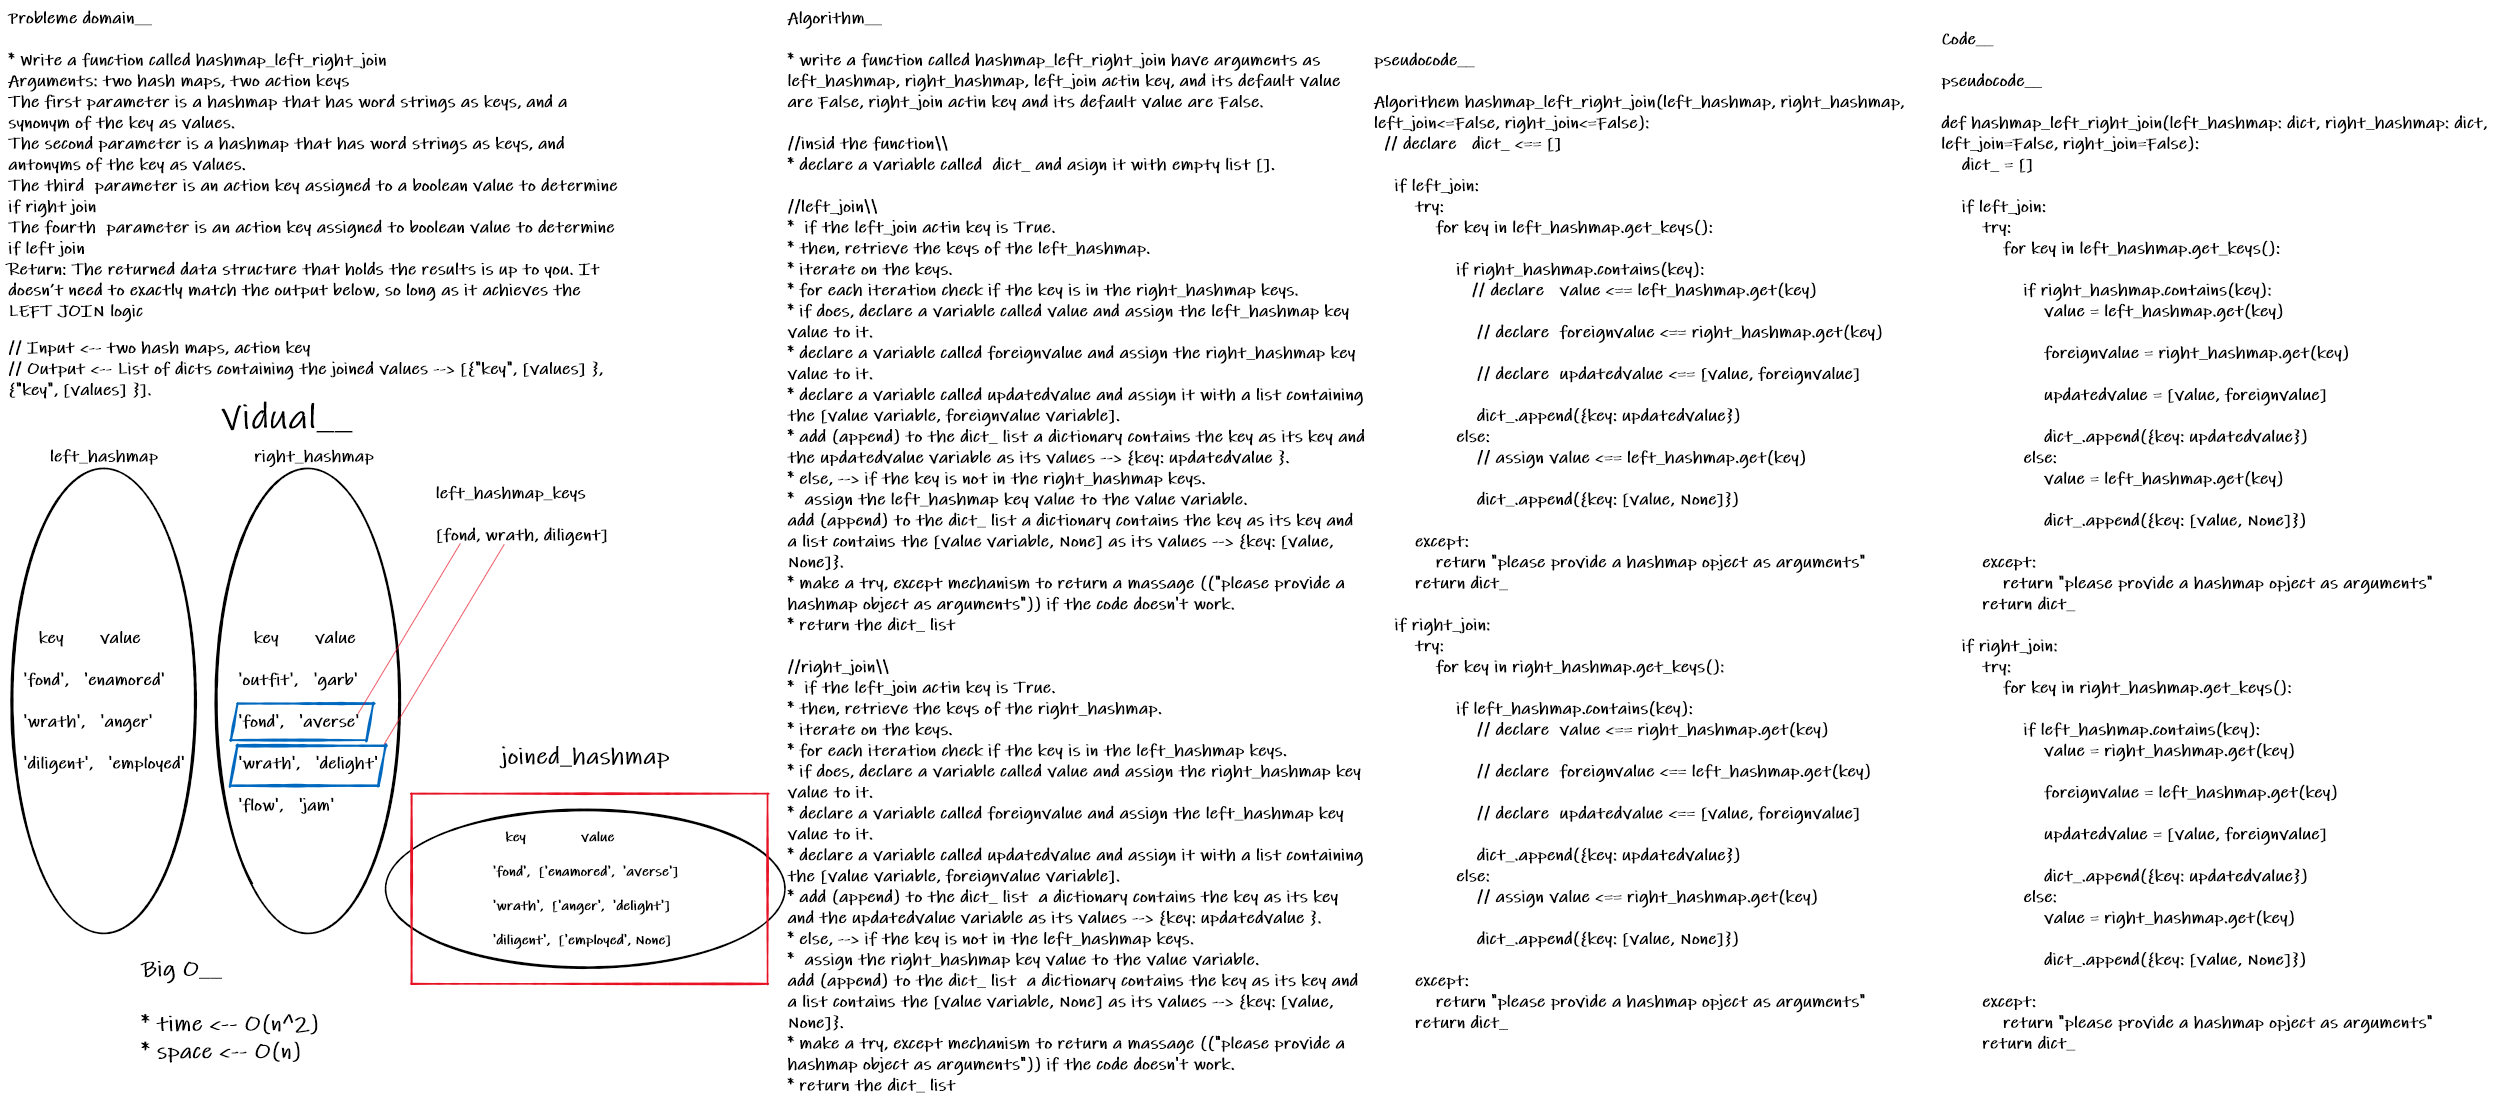 Probleme domain__
* Write a function called hashmap_left_right_join
Arguments: two hash maps, two action keys
The first parameter is a hashmap that has word strings as keys, and a
synonym of the key as values.
The second parameter is a hashmap that has word strings as keys, and
antonyms of the key as values.
The third  parameter is an action key assigned to a boolean value to determine
if right join
The fourth  parameter is an action key assigned to boolean value to determine
if left join
Return: The returned data structure that holds the results is up to you. It
doesn't need to exactly match the output below, so long as it achieves the
LEFT JOIN logic
// Input <-- two hash maps, action key
// Output <-- List of dicts containing the joined values --> [{"key", [values] },
{"key", [values] }].
Vidual__
left_hashmap
key value
'fond', 'enamored'
'wrath', 'anger'
'diligent', 'employed'
right_hashmap
key value
'outfit', 'garb'
'fond', 'averse'
'wrath', 'delight'
'flow', 'jam'
left_hashmap_keys
[fond, wrath, diligent]
joined_hashmap
key value
'fond', ['enamored', 'averse']
'wrath', ['anger', 'delight']
'diligent', ['employed', None]
Big O__
* time <-- O(n^2)
* space <-- O(n)
Algorithm__
* write a function called hashmap_left_right_join have arguments as
left_hashmap, right_hashmap, left_join actin key, and its default value
are False, right_join actin key and its default value are False.
//insid the function\\
* declare a variable called  dict_ and asign it with empty list [].
//left_join\\
*  if the left_join actin key is True.
* then, retrieve the keys of the left_hashmap.
* iterate on the keys.
* for each iteration check if the key is in the right_hashmap keys.
* if does, declare a variable called value and assign the left_hashmap key
value to it.
* declare a variable called foreignvalue and assign the right_hashmap key
value to it.
* declare a variable called updatedvalue and assign it with a list containing
the [value variable, foreignvalue variable].
* add (append) to the dict_ list a dictionary contains the key as its key and
the updatedvalue variable as its values --> {key: updatedvalue }.
* else, --> if the key is not in the right_hashmap keys.
*  assign the left_hashmap key value to the value variable.
add (append) to the dict_ list a dictionary contains the key as its key and
a list contains the [value variable, None] as its values --> {key: [value,
None]}.
* make a try, except mechanism to return a massage (("please provide a
hashmap object as arguments")) if the code doesn't work.
* return the dict_ list
//right_join\\
*  if the left_join actin key is True.
* then, retrieve the keys of the right_hashmap.
* iterate on the keys.
* for each iteration check if the key is in the left_hashmap keys.
* if does, declare a variable called value and assign the right_hashmap key
value to it.
* declare a variable called foreignvalue and assign the left_hashmap key
value to it.
* declare a variable called updatedvalue and assign it with a list containing
the [value variable, foreignvalue variable].
* add (append) to the dict_ list  a dictionary contains the key as its key
and the updatedvalue variable as its values --> {key: updatedvalue }.
* else, --> if the key is not in the left_hashmap keys.
*  assign the right_hashmap key value to the value variable.
add (append) to the dict_ list  a dictionary contains the key as its key and
a list contains the [value variable, None] as its values --> {key: [value,
None]}.
* make a try, except mechanism to return a massage (("please provide a
hashmap object as arguments")) if the code doesn't work.
* return the dict_ list
pseudocode__
Algorithem hashmap_left_right_join(left_hashmap, right_hashmap,
left_join<=False, right_join<=False):
// declare   dict_ <== []
if left_join:
try:
for key in left_hashmap.get_keys():
if right_hashmap.contains(key):
// declare   value <== left_hashmap.get(key)
// declare  foreignvalue <== right_hashmap.get(key)
// declare  updatedvalue <== [value, foreignvalue]
dict_.append({key: updatedvalue})
else:
// assign value <== left_hashmap.get(key)
dict_.append({key: [value, None]})
except:
return "please provide a hashmap opject as arguments"
return dict_
if right_join:
try:
for key in right_hashmap.get_keys():
if left_hashmap.contains(key):
// declare  value <== right_hashmap.get(key)
// declare  foreignvalue <== left_hashmap.get(key)
// declare  updatedvalue <== [value, foreignvalue]
dict_.append({key: updatedvalue})
else:
// assign value <== right_hashmap.get(key)
dict_.append({key: [value, None]})
except:
return "please provide a hashmap opject as arguments"
return dict_
Code__
pseudocode__
def hashmap_left_right_join(left_hashmap: dict, right_hashmap: dict,
left_join=False, right_join=False):
dict_ = []
if left_join:
try:
for key in left_hashmap.get_keys():
if right_hashmap.contains(key):
value = left_hashmap.get(key)
foreignvalue = right_hashmap.get(key)
updatedvalue = [value, foreignvalue]
dict_.append({key: updatedvalue})
else:
value = left_hashmap.get(key)
dict_.append({key: [value, None]})
except:
return "please provide a hashmap opject as arguments"
return dict_
if right_join:
try:
for key in right_hashmap.get_keys():
if left_hashmap.contains(key):
value = right_hashmap.get(key)
foreignvalue = left_hashmap.get(key)
updatedvalue = [value, foreignvalue]
dict_.append({key: updatedvalue})
else:
value = right_hashmap.get(key)
dict_.append({key: [value, None]})
except:
return "please provide a hashmap opject as arguments"
return dict_